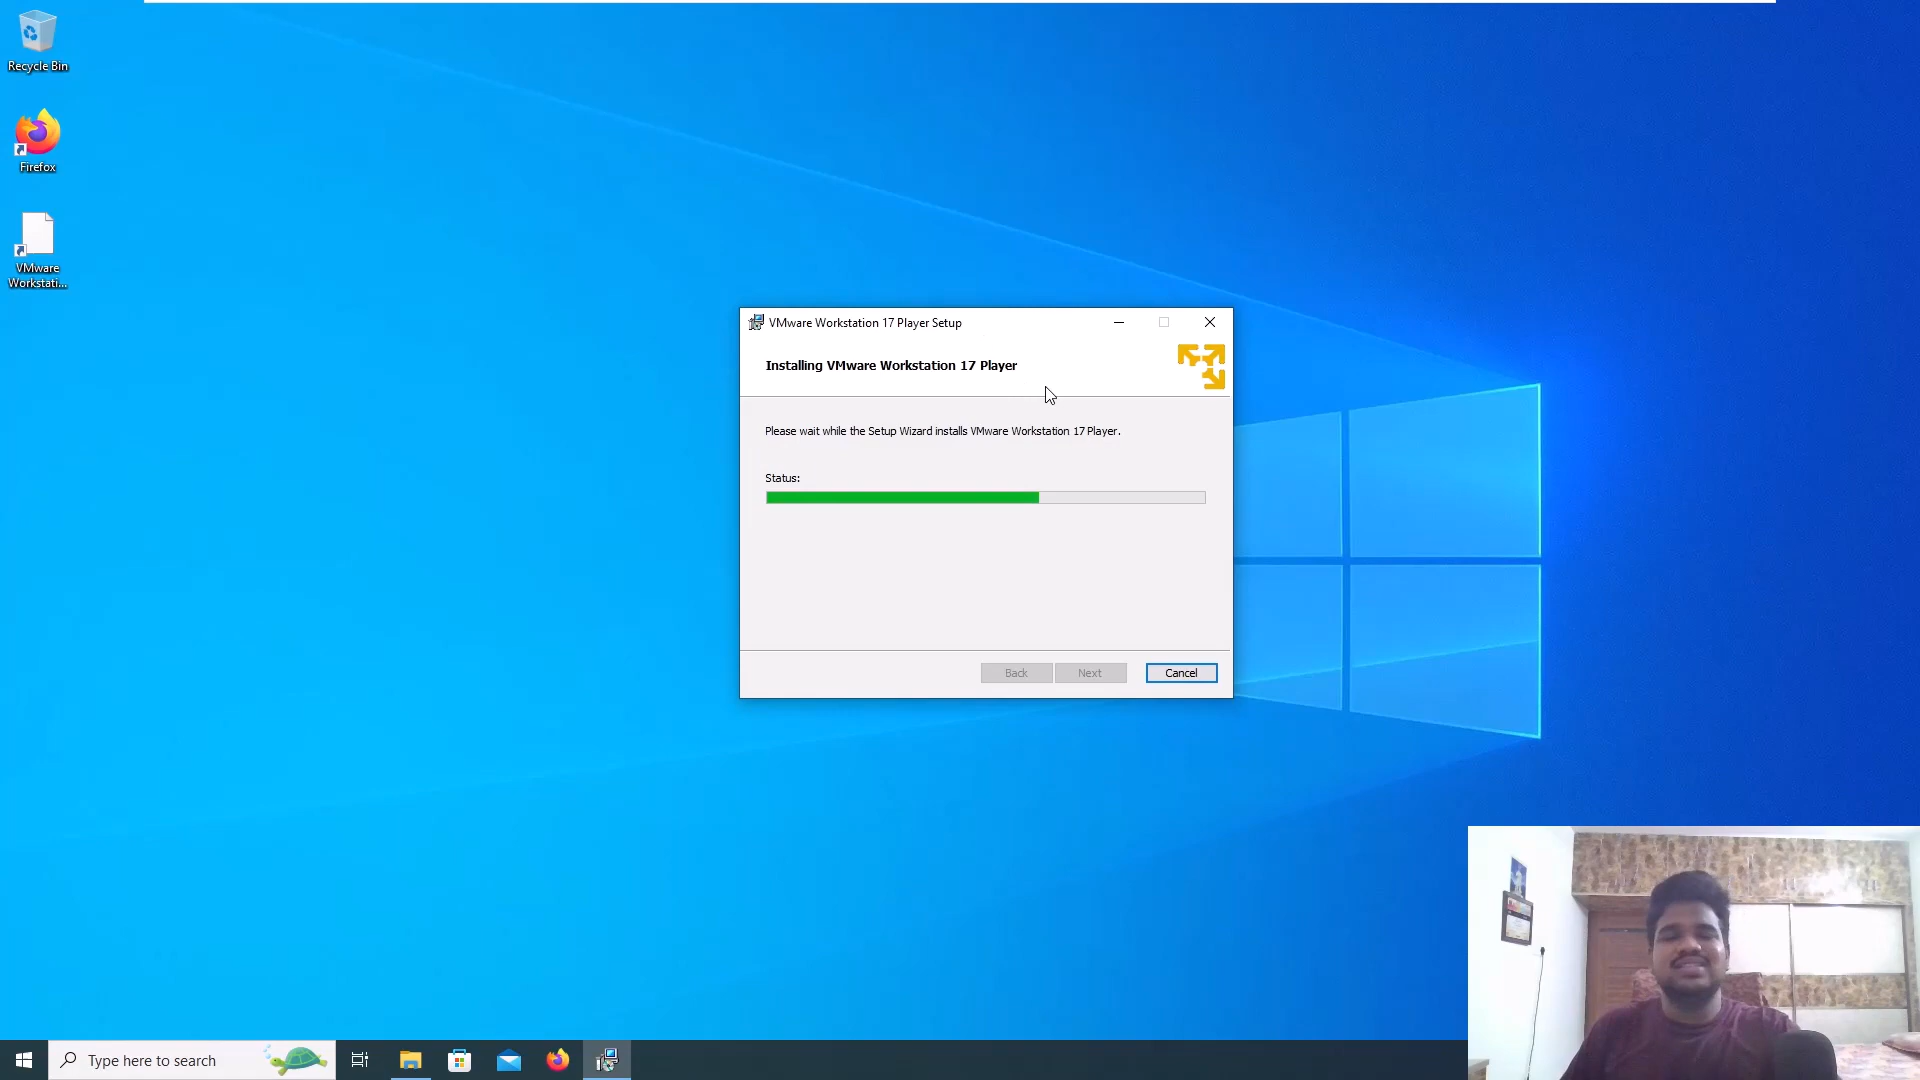 Recycle Bin
Firefox
VMware
Workstati...
VMware Workstation 17 Player Setup
Installing VMware Workstation 17 Player
Please wait while the Setup Wizard installs VMware Workstation 17 Player.
Status:
Back
Next
Cancel
Type here to search